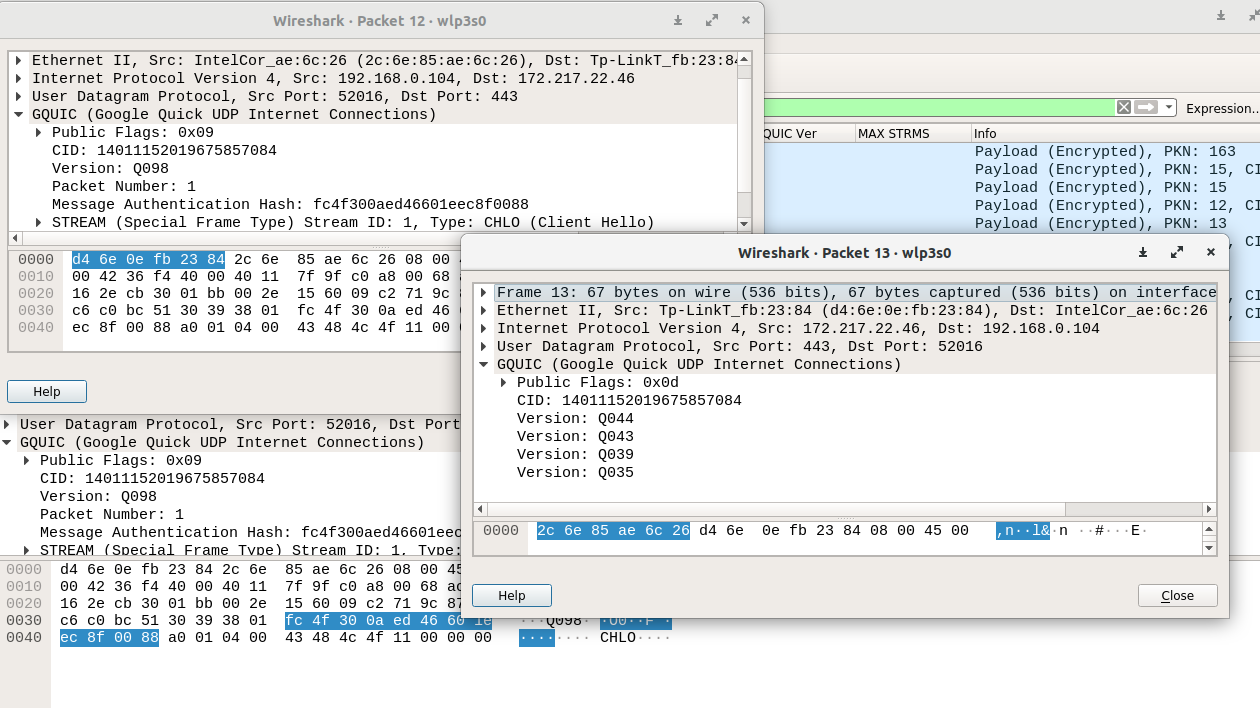 Wireshark · Packet 12 · wlp3s0
Ethernet II, Src: IntelCor_ae:6c:26 (2c:6e:85:ae:6c:26), Dst: Tp-LinkT_fb:23:84
Internet Protocol Version 4, Src: 192.168.0.104, Dst: 172.217.22.46
User Datagram Protocol, Src Port: 52016, Dst Port: 443
GQUIC (Google Quick UDP Internet Connections)
Public Flags: 0x09
CID: 14011152019675857084
Version: Q098
Packet Number: 1
Message Authentication Hash: fc4f300aed46601eec8f0088
STREAM (Special Frame Type) Stream ID: 1, Type: CHLO (Client Hello)
0000 d4 6e 0e fb 23 84 2c 6e 85 ae 6c 26 08 00
0010 00 42 36 f4 40 00 40 11 7f 9f c0 a8 00 68
0020 16 2e cb 30 01 bb 00 2e 15 60 09 c2 71 9c
0030 c6 c0 bc 51 30 39 38 01 fc 4f 30 0a ed 46
0040 ec 8f 00 88 a0 01 04 00 43 48 4c 4f 11 00
Help
Expression..
QUIC Ver MAX STRMS Info
Payload (Encrypted), PKN: 163
Payload (Encrypted), PKN: 15, CI
Payload (Encrypted), PKN: 15
Payload (Encrypted), PKN: 12, CI
Payload (Encrypted), PKN: 13
Wireshark · Packet 13 · wlp3s0
Frame 13: 67 bytes on wire (536 bits), 67 bytes captured (536 bits) on interface
Ethernet II, Src: Tp-LinkT_fb:23:84 (d4:6e:0e:fb:23:84), Dst: IntelCor_ae:6c:26
Internet Protocol Version 4, Src: 172.217.22.46, Dst: 192.168.0.104
User Datagram Protocol, Src Port: 443, Dst Port: 52016
GQUIC (Google Quick UDP Internet Connections)
Public Flags: 0x0d
CID: 14011152019675857084
Version: Q044
Version: Q043
Version: Q039
Version: Q035
0000 2c 6e 85 ae 6c 26 d4 6e 0e fb 23 84 08 00 45 00 ,n··l&·n ··#···E·
Help
Close
User Datagram Protocol, Src Port: 52016, Dst Port
GQUIC (Google Quick UDP Internet Connections)
Public Flags: 0x09
CID: 14011152019675857084
Version: Q098
Packet Number: 1
Message Authentication Hash: fc4f300aed46601eec
STREAM (Special Frame Type) Stream ID: 1, Type:
0000 d4 6e 0e fb 23 84 2c 6e 85 ae 6c 26 08 00 45
0010 00 42 36 f4 40 00 40 11 7f 9f c0 a8 00 68 ac
0020 16 2e cb 30 01 bb 00 2e 15 60 09 c2 71 9c 87
0030 c6 c0 bc 51 30 39 38 01 fc 4f 30 0a ed 46 60 1e ···Q098· ·O0··F`·
0040 ec 8f 00 88 a0 01 04 00 43 48 4c 4f 11 00 00 00 ········ CHLO····